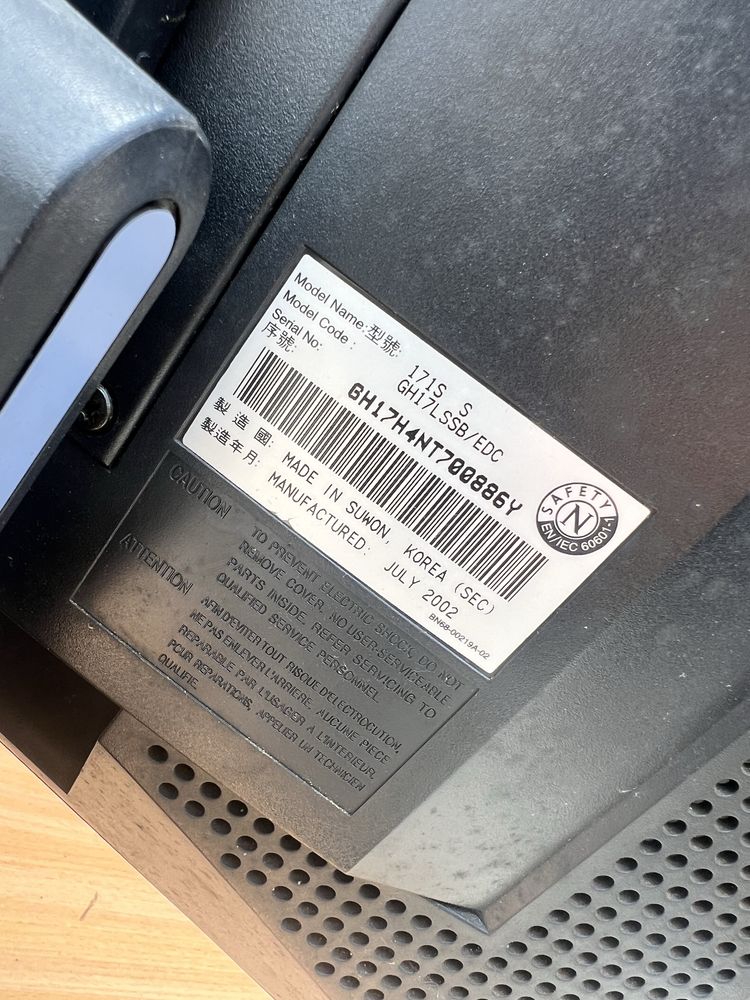 Model Name:型號: 171S S
Model Code : GH17LSSB/EDC
Serial No:
序號: GH17H4NT700886Y
製 造 國: MADE IN SUWON, KOREA (SEC)
製造年月: MANUFACTURED: JULY 2002
BN68-00219A-02
SAFETY
N
EN/IEC 60601-1
CAUTION
TO PREVENT ELECTRIC SHOCK, DO NOT
REMOVE COVER, NO USER-SERVICEABLE
PARTS INSIDE, REFER SERVICING TO
QUALIFIED SERVICE PERSONNEL.
ATTENTION
AFIN D'EVITER TOUT RISQUE D'ELECTROCUTION,
ME PAS ENLEVER L'ARRIERE, AUCUNE PIECE
REPARABLE PAR L'USAGER A L'INTERIEUR.
POUR REPARATIONS, APPELER UM TECHNICIEN
QUALIFIE.